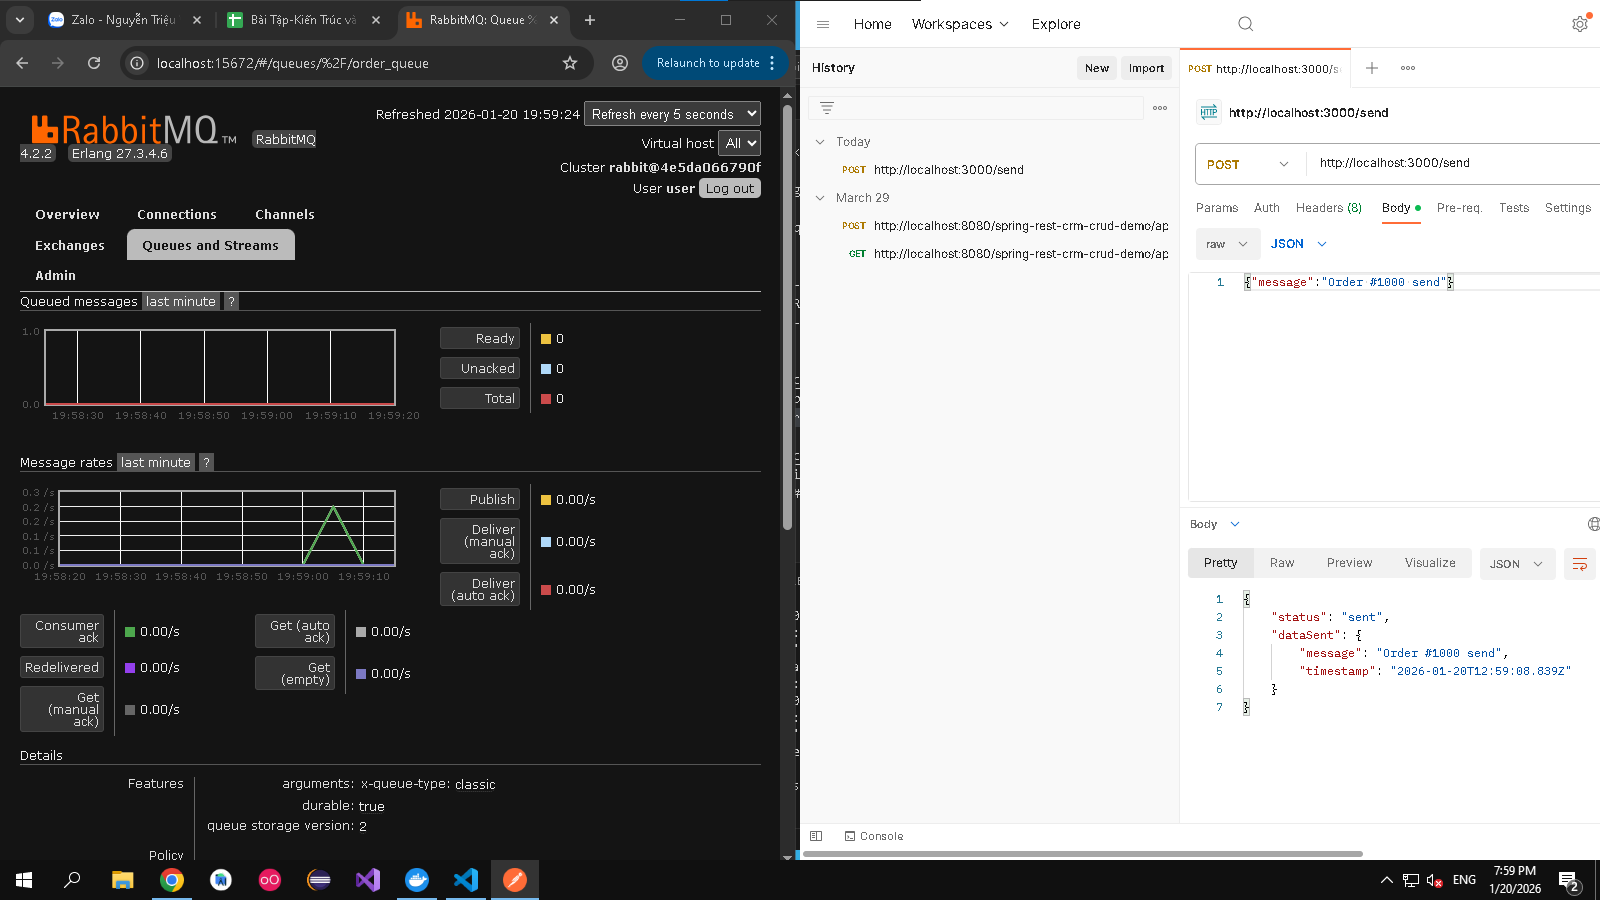 Zalo - Nguyễn Triệu
Bài Tập-Kiến Trúc và
RabbitMQ: Queue %
localhost:15672/#/queues/%2F/order_queue
Relaunch to update
RabbitMQ TM
RabbitMQ
4.2.2 Erlang 27.3.4.6
Refreshed 2026-01-20 19:59:24 Refresh every 5 seconds
Virtual host All
Cluster rabbit@4e5da066790f
User user Log out
Overview Connections Channels
Exchanges Queues and Streams
Admin
Queued messages last minute ?
1.0
0.0
19:58:30 19:58:40 19:58:50 19:59:00 19:59:10 19:59:20
Ready 0
Unacked 0
Total 0
Message rates last minute ?
0.3 /s
0.2 /s
0.2 /s
0.1 /s
0.1 /s
0.0 /s
19:58:20 19:58:30 19:58:40 19:58:50 19:59:00 19:59:10
Publish 0.00/s
Deliver (manual ack) 0.00/s
Deliver (auto ack) 0.00/s
Consumer ack 0.00/s
Redelivered 0.00/s
Get (manual ack) 0.00/s
Get (auto ack) 0.00/s
Get (empty) 0.00/s
Details
Features arguments: x-queue-type: classic
durable: true
queue storage version: 2
Policy
Home Workspaces Explore
History New Import
Today
POST http://localhost:3000/send
March 29
POST http://localhost:8080/spring-rest-crm-crud-demo/ap
GET http://localhost:8080/spring-rest-crm-crud-demo/ap
Console
POST http://localhost:3000/s
HTTP http://localhost:3000/send
POST http://localhost:3000/send
Params Auth Headers (8) Body Pre-req. Tests Settings
raw JSON
1 {"message":"Order #1000 send"}
Body
Pretty Raw Preview Visualize JSON
1 {
2 "status": "sent",
3 "dataSent": {
4 "message": "Order #1000 send",
5 "timestamp": "2026-01-20T12:59:08.839Z"
6 }
7 }
ENG
7:59 PM
1/20/2026
2